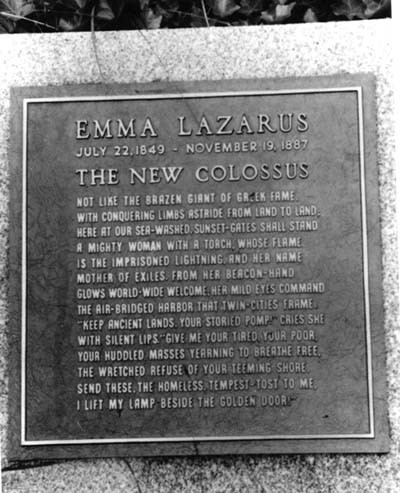 EMMA LAZARUS
JULY 22, 1849 - NOVEMBER 19, 1887
THE NEW COLOSSUS
NOT LIKE THE BRAZEN GIANT OF GREEK FAME,
WITH CONQUERING LIMBS ASTRIDE FROM LAND TO LAND;
HERE AT OUR SEA-WASHED, SUNSET-GATES SHALL STAND
A MIGHTY WOMAN WITH A TORCH, WHOSE FLAME
IS THE IMPRISONED LIGHTNING, AND HER NAME
MOTHER OF EXILES. FROM HER BEACON-HAND
GLOWS WORLD-WIDE WELCOME; HER MILD EYES COMMAND
THE AIR-BRIDGED HARBOR THAT TWIN-CITIES FRAME.
"KEEP ANCIENT LANDS, YOUR STORIED POMP!" CRIES SHE
WITH SILENT LIPS. "GIVE ME YOUR TIRED, YOUR POOR,
YOUR HUDDLED MASSES YEARNING TO BREATHE FREE,
THE WRETCHED REFUSE OF YOUR TEEMING SHORE.
SEND THESE, THE HOMELESS, TEMPEST-TOST TO ME,
I LIFT MY LAMP BESIDE THE GOLDEN DOOR!"